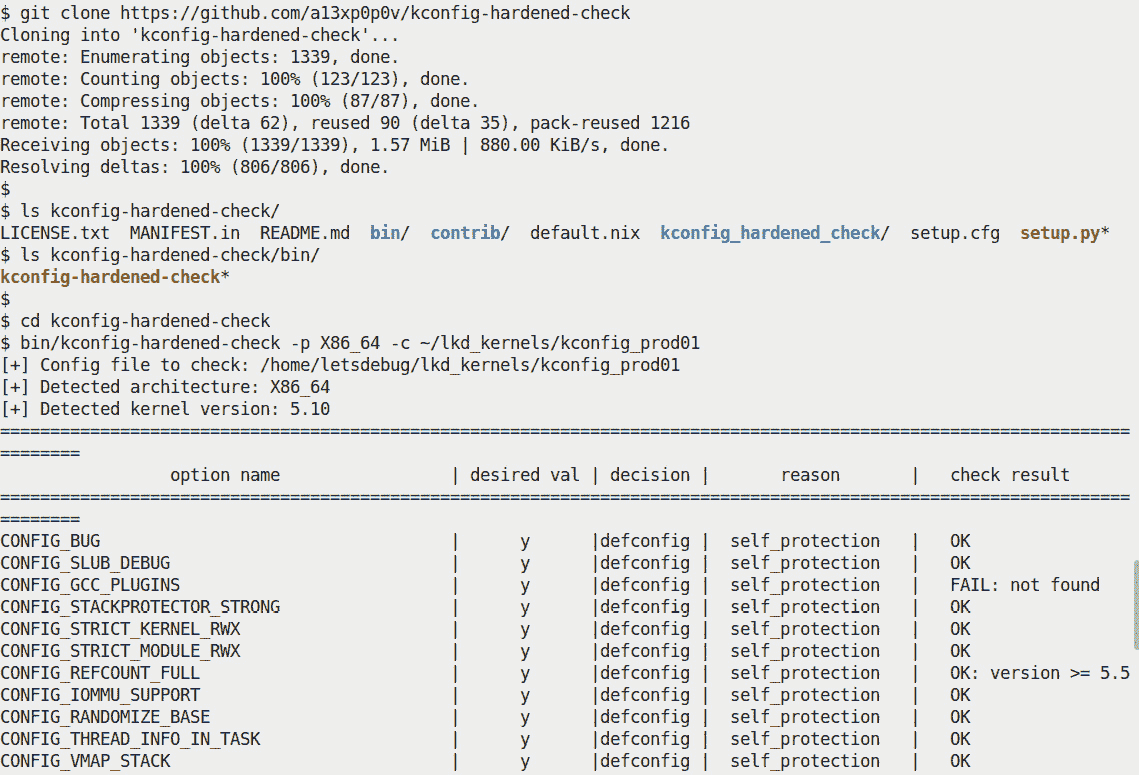 $ git clone https://github.com/a13xp0p0v/kconfig-hardened-check
Cloning into 'kconfig-hardened-check'...
remote: Enumerating objects: 1339, done.
remote: Counting objects: 100% (123/123), done.
remote: Compressing objects: 100% (87/87), done.
remote: Total 1339 (delta 62), reused 90 (delta 35), pack-reused 1216
Receiving objects: 100% (1339/1339), 1.57 MiB | 880.00 KiB/s, done.
Resolving deltas: 100% (806/806), done.
$
$ ls kconfig-hardened-check/
LICENSE.txt  MANIFEST.in  README.md  bin/  contrib/  default.nix  kconfig_hardened_check/  setup.cfg  setup.py*
$ ls kconfig-hardened-check/bin/
kconfig-hardened-check*
$
$ cd kconfig-hardened-check
$ bin/kconfig-hardened-check -p X86_64 -c ~/lkd_kernels/kconfig_prod01
[+] Config file to check: /home/letsdebug/lkd_kernels/kconfig_prod01
[+] Detected architecture: X86_64
[+] Detected kernel version: 5.10
=================================================================================================================
========
                 option name                 | desired val | decision |       reason       |   check result
=================================================================================================================
========
CONFIG_BUG                                   |      y      |defconfig |  self_protection   |   OK
CONFIG_SLUB_DEBUG                            |      y      |defconfig |  self_protection   |   OK
CONFIG_GCC_PLUGINS                           |      y      |defconfig |  self_protection   |   FAIL: not found
CONFIG_STACKPROTECTOR_STRONG                 |      y      |defconfig |  self_protection   |   OK
CONFIG_STRICT_KERNEL_RWX                     |      y      |defconfig |  self_protection   |   OK
CONFIG_STRICT_MODULE_RWX                     |      y      |defconfig |  self_protection   |   OK
CONFIG_REFCOUNT_FULL                         |      y      |defconfig |  self_protection   |   OK: version >= 5.5
CONFIG_IOMMU_SUPPORT                         |      y      |defconfig |  self_protection   |   OK
CONFIG_RANDOMIZE_BASE                        |      y      |defconfig |  self_protection   |   OK
CONFIG_THREAD_INFO_IN_TASK                   |      y      |defconfig |  self_protection   |   OK
CONFIG_VMAP_STACK                            |      y      |defconfig |  self_protection   |   OK